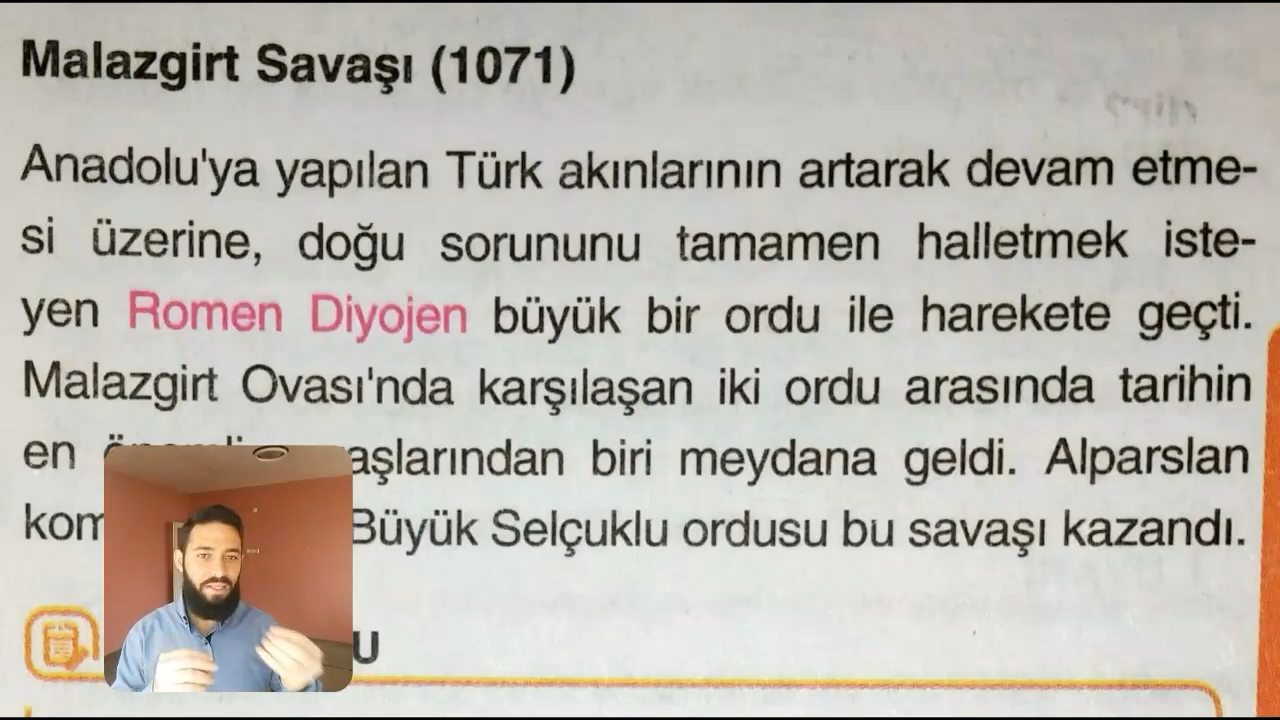 Malazgirt Savaşı (1071)
Anadolu'ya yapılan Türk akınlarının artarak devam etme-
si üzerine, doğu sorununu tamamen halletmek iste-
yen Romen Diyojen büyük bir ordu ile harekete geçti.
Malazgirt Ovası'nda karşılaşan iki ordu arasında tarihin
en aşlarından biri meydana geldi. Alparslan
kom Büyük Selçuklu ordusu bu savaşı kazandı.
U